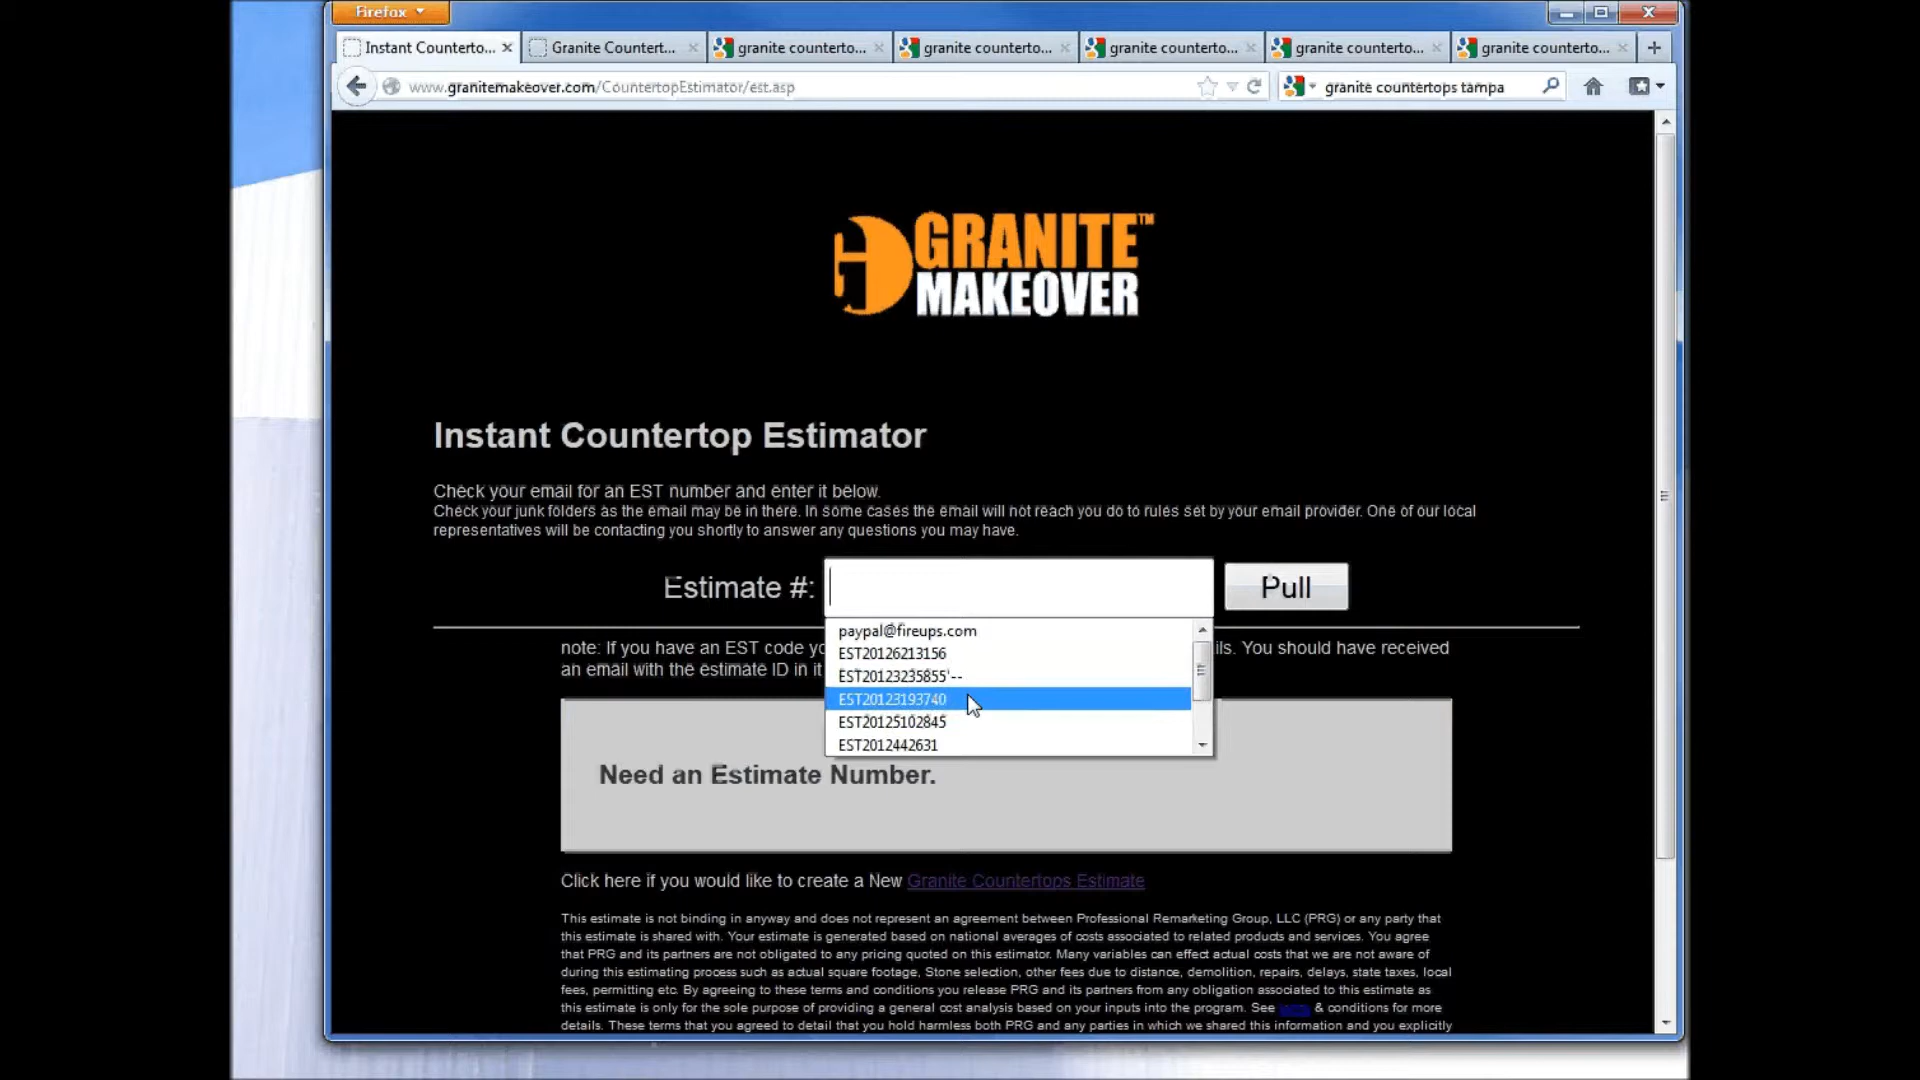 Firefox
Instant Counterto...
Granite Countert...
granite counterto...
granite counterto...
granite counterto...
granite counterto...
granite counterto...
www.granitemakeover.com/CountertopEstimator/est.asp
granite countertops tampa
GRANITE™
MAKEOVER
Instant Countertop Estimator
Check your email for an EST number and enter it below.
Check your junk folders as the email may be in there. In some cases the email will not reach you do to rules set by your email provider. One of our local
representatives will be contacting you shortly to answer any questions you may have.
Estimate #:
Pull
paypal@fireups.com
EST20126213156
EST20123235855'--
EST20123193740
EST20125102845
EST2012442631
note: If you have an EST code yo ils. You should have received
an email with the estimate ID in it
Need an Estimate Number.
Click here if you would like to create a New Granite Countertops Estimate
This estimate is not binding in anyway and does not represent an agreement between Professional Remarketing Group, LLC (PRG) or any party that
this estimate is shared with. Your estimate is generated based on national averages of costs associated to related products and services. You agree
that PRG and its partners are not obligated to any pricing quoted on this estimator. Many variables can effect actual costs that we are not aware of
during this estimating process such as actual square footage, Stone selection, other fees due to distance, demolition, repairs, delays, state taxes, local
fees, permitting etc. By agreeing to these terms and conditions you release PRG and its partners from any obligation associated to this estimate as
this estimate is only for the sole purpose of providing a general cost analysis based on your inputs into the program. See & conditions for more
details. These terms that you agreed to detail that you hold harmless both PRG and any parties in which we shared this information and you explicitly